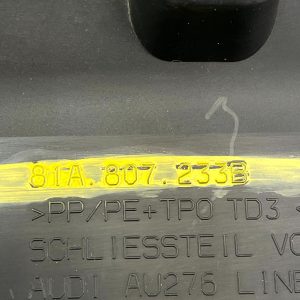 81A.807.233B
>PP/PE+TPO TD3
SCHLIESSTEIL VO
AUDI AU276 LINE